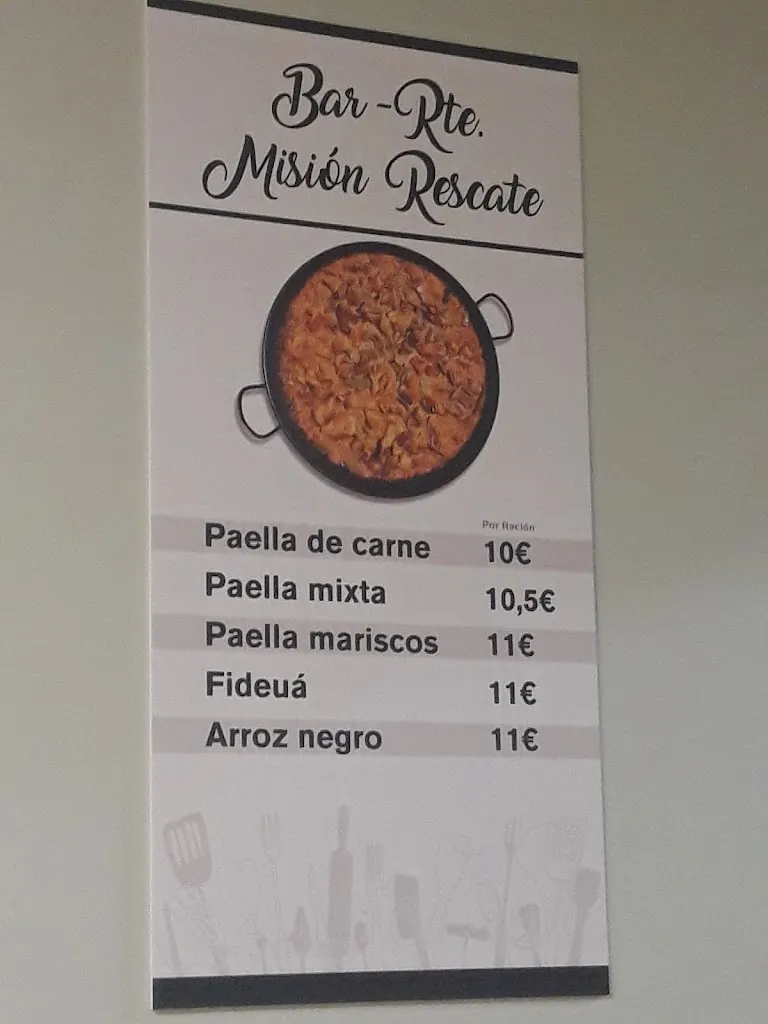 Bar - Rte.
Misión Rescate
Por Ración
Paella de carne 10€
Paella mixta 10,5€
Paella mariscos 11€
Fideuá 11€
Arroz negro 11€